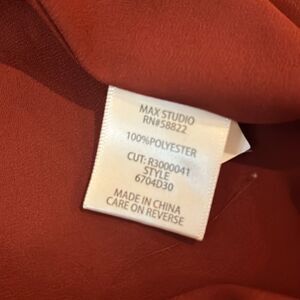 MAX STUDIO
RN#58822
100%POLYESTER
CUT: R3000041
STYLE
6704D30
MADE IN CHINA
CARE ON REVERSE